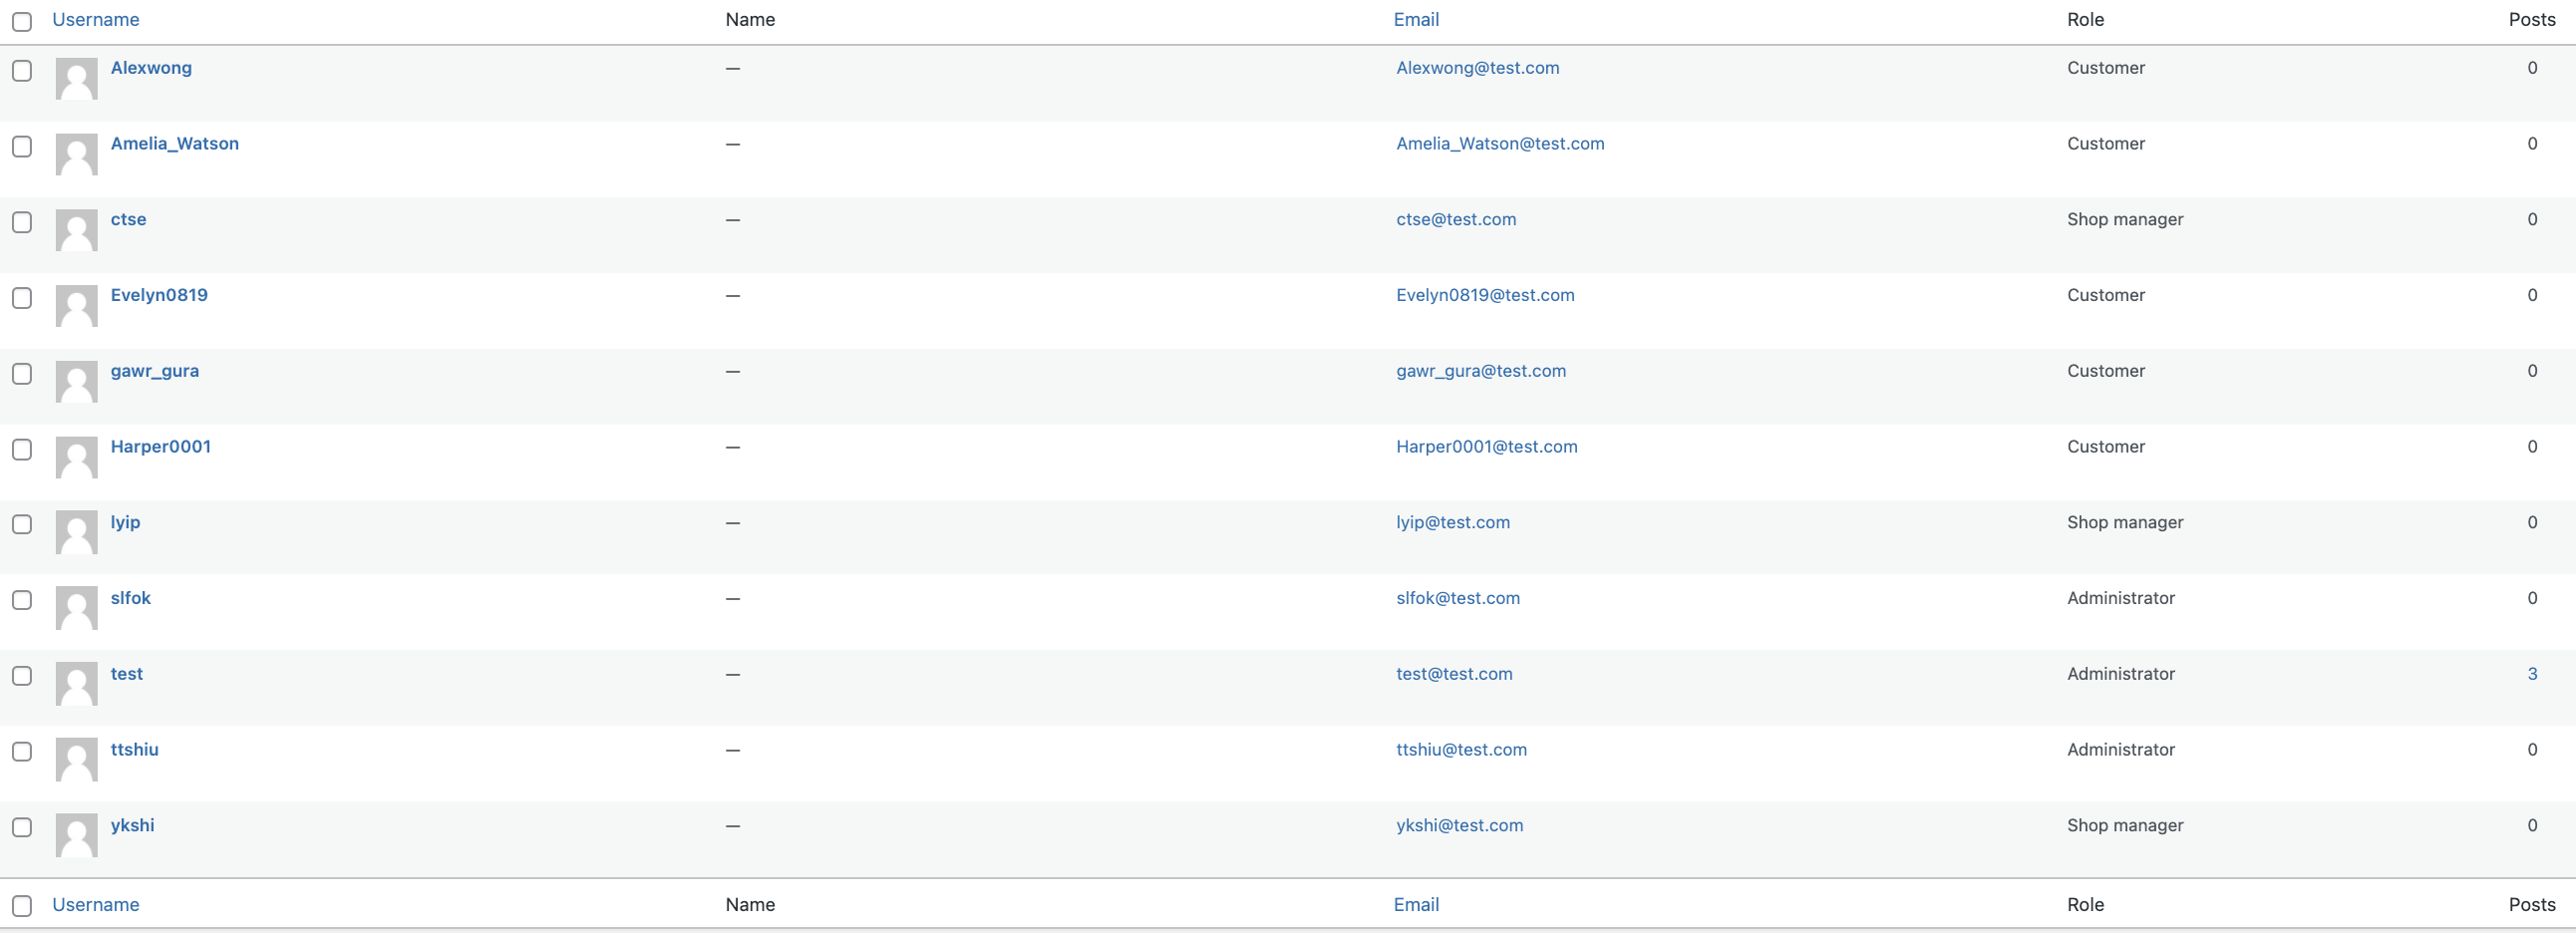 Username Name Email Role Posts
Alexwong — Alexwong@test.com Customer 0
Amelia_Watson — Amelia_Watson@test.com Customer 0
ctse — ctse@test.com Shop manager 0
Evelyn0819 — Evelyn0819@test.com Customer 0
gawr_gura — gawr_gura@test.com Customer 0
Harper0001 — Harper0001@test.com Customer 0
lyip — lyip@test.com Shop manager 0
slfok — slfok@test.com Administrator 0
test — test@test.com Administrator 3
ttshiu — ttshiu@test.com Administrator 0
ykshi — ykshi@test.com Shop manager 0
Username Name Email Role Posts